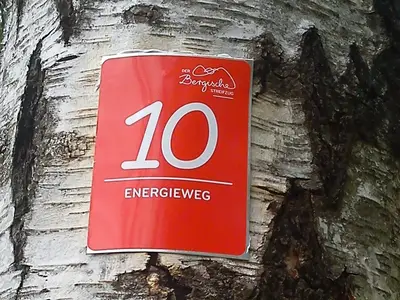 DER
Bergische
STREIFZUG
10
ENERGIEWEG